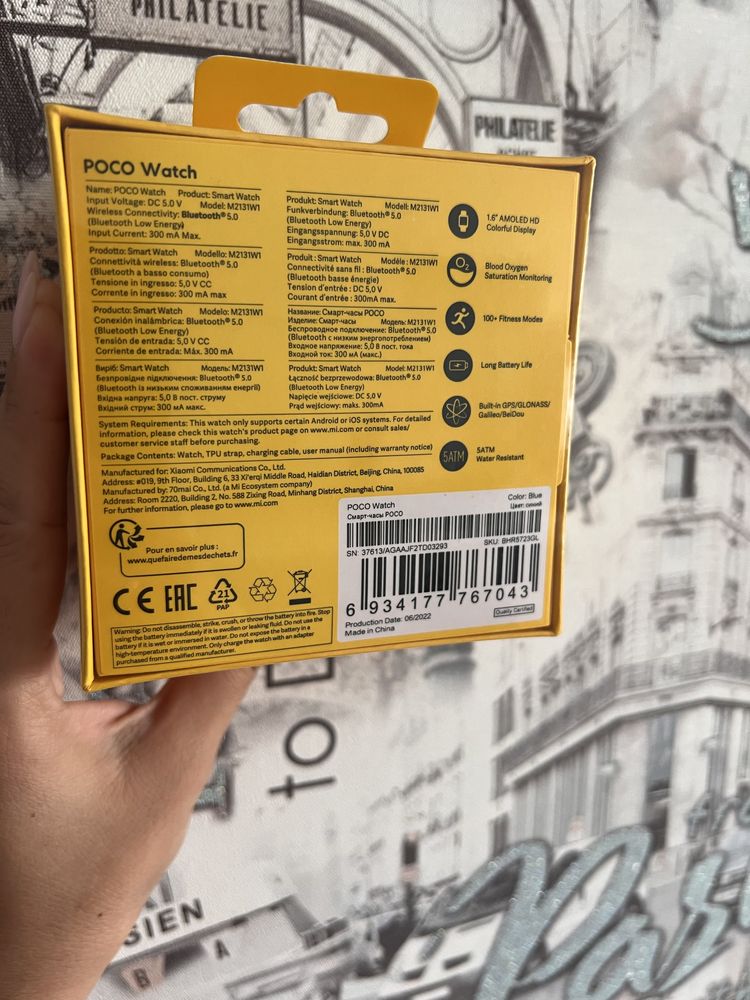 PHILATELIE
PHILATELIE
POCO Watch
Name: POCO Watch Product: Smart Watch
Input Voltage: DC 5.0 V Model: M2131W1
Wireless Connectivity: Bluetooth® 5.0
(Bluetooth Low Energy)
Input Current: 300 mA Max.
Prodotto: Smart Watch Modello: M2131W1
Connettività wireless: Bluetooth® 5.0
(Bluetooth a basso consumo)
Tensione in ingresso: 5,0 V CC
Corrente in ingresso: 300 mA max
Producto: Smart Watch Modelo: M2131W1
Conexión inalámbrica: Bluetooth® 5.0
(Bluetooth Low Energy)
Tensión de entrada: 5,0 V CC
Corriente de entrada: Máx. 300 mA
Виріб: Смарт-годинник Модель: M2131W1
Безпровідне підключення: Bluetooth® 5.0
(Bluetooth із низьким споживанням енергії)
Вхідна напруга: 5,0 В пост. струму
Вхідний струм: 300 мА макс.
Produkt: Smart Watch Modell: M2131W1
Funkverbindung: Bluetooth® 5.0
(Bluetooth Low Energy)
Eingangsspannung: 5,0 V DC
Eingangsstrom: max. 300 mA
Produit : Smart Watch Modèle : M2131W1
Connectivité sans fil : Bluetooth® 5.0
(Bluetooth basse énergie)
Tension d'entrée : DC 5,0 V
Courant d'entrée : 300mA max.
Название: Смарт-часы POCO
Изделие: Смарт-часы Модель: M2131W1
Беспроводное подключение: Bluetooth® 5.0
(Bluetooth с низким энергопотреблением)
Входное напряжение: 5,0 В пост. тока
Входной ток: 300 мА (макс.)
Produkt: Smart Watch Model: M2131W1
Łączność bezprzewodowa: Bluetooth® 5.0
(Bluetooth Low Energy)
Napięcie wejściowe: DC 5,0 V
Prąd wejściowy: maks. 300mA
1.6" AMOLED HD
Colorful Display
O₂
Blood Oxygen
Saturation Monitoring
100+ Fitness Modes
Long Battery Life
Built-in GPS/GLONASS/
Galileo/BeiDou
5ATM
5ATM
Water Resistant
System Requirements: This watch only supports certain Android or iOS systems. For detailed
information, please check this watch's product page on www.mi.com or consult sales/
customer service staff before purchasing.
Package Contents: Watch, TPU strap, charging cable, user manual (including warranty notice)
Manufactured for: Xiaomi Communications Co., Ltd.
Address: #019, 9th Floor, Building 6, 33 Xi'erqi Middle Road, Haidian District, Beijing, China, 100085
Manufactured by: 70mai Co., Ltd. (a Mi Ecosystem company)
Address: Room 2220, Building 2, No. 588 Zixing Road, Minhang District, Shanghai, China
For further information, please go to www.mi.com
Pour en savoir plus :
www.quefairedemesdechets.fr
CE EAC 21
PAP
Warning: Do not disassemble, strike, crush, or throw the battery into fire. Stop
using the battery immediately if it is swollen or leaking fluid. Do not use the
battery if it is wet or immersed in water. Do not expose the battery in a
high-temperature environment. Only charge the watch with an adapter
purchased from a qualified manufacturer.
POCO Watch Color: Blue
Смарт-часы POCO Цвет: синий
SN: 37613/AGAAJF2TD03293 SKU: BHR5723GL
6 934177 767043
Production Date: 06/2022
Made in China
Quality Certified
to
SIEN
B A
Paris